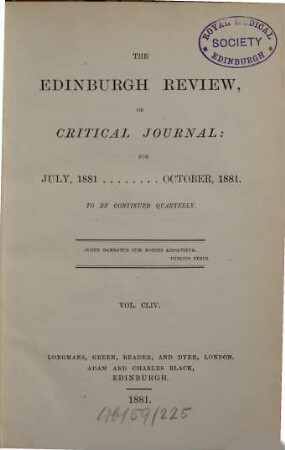 ROYAL MEDICAL
SOCIETY
EDINBURGH
THE
EDINBURGH REVIEW,
OR
CRITICAL JOURNAL:
FOR
JULY, 1881 ........ OCTOBER, 1881.
TO BE CONTINUED QUARTERLY.
JUDEX DAMNATUR CUM NOCENS ABSOLVITUR.
PUBLIUS SYRUS.
VOL. CLIV.
LONGMANS, GREEN, READER, AND DYER, LONDON.
ADAM AND CHARLES BLACK,
EDINBURGH.
1881.